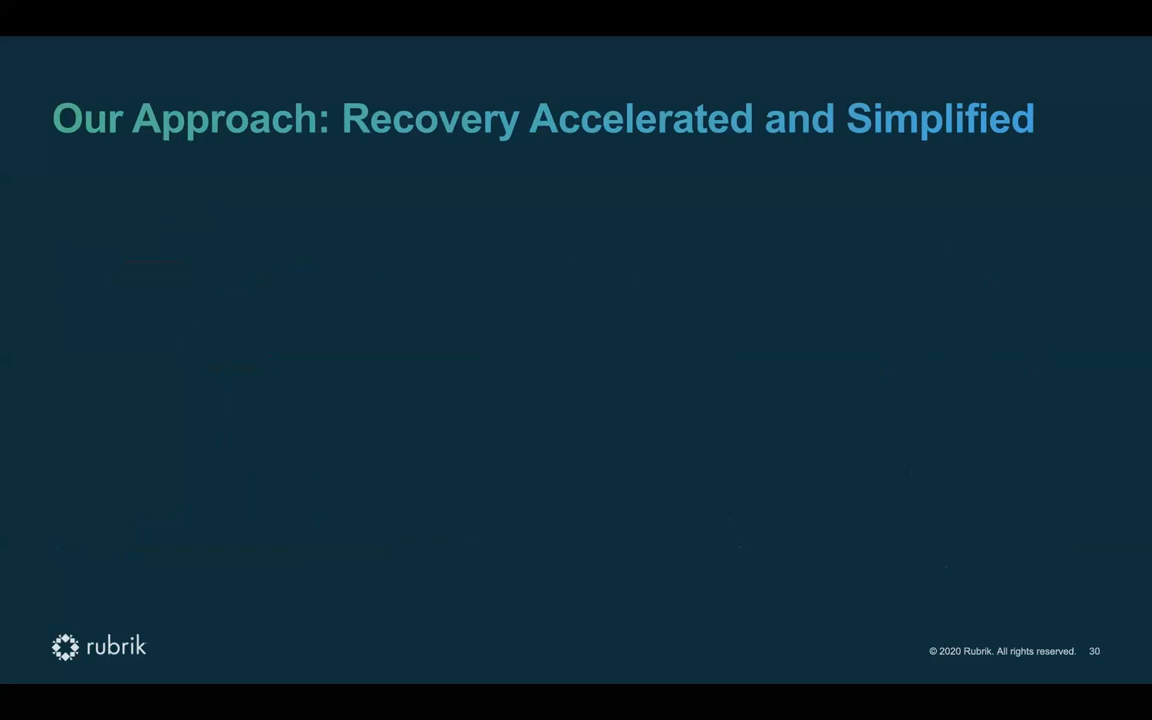 Our Approach: Recovery Accelerated and Simplified
rubrik
© 2020 Rubrik. All rights reserved. 30